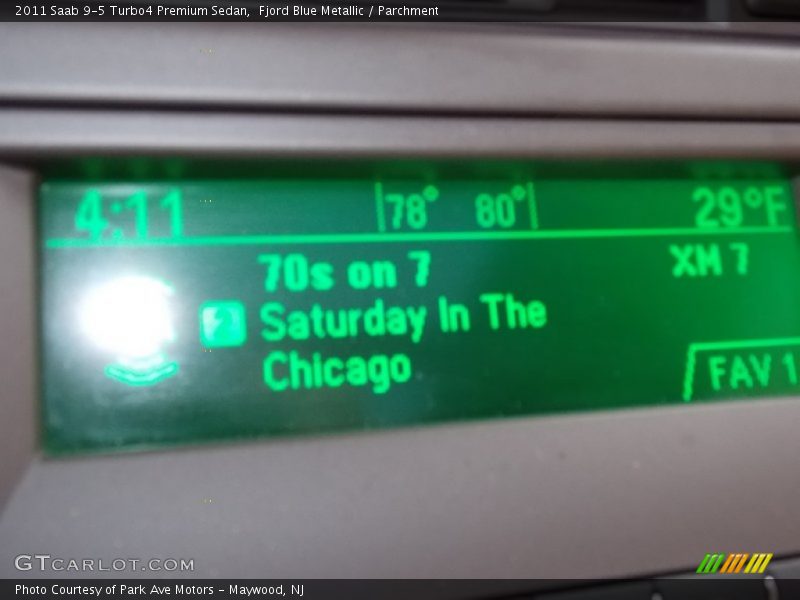 2011 Saab 9-5 Turbo4 Premium Sedan, Fjord Blue Metallic / Parchment
4:11 78° 80° 29°F
70s on 7 XM 7
2 Saturday In The
Chicago FAV 1
GTCARLOT.COM
Photo Courtesy of Park Ave Motors - Maywood, NJ